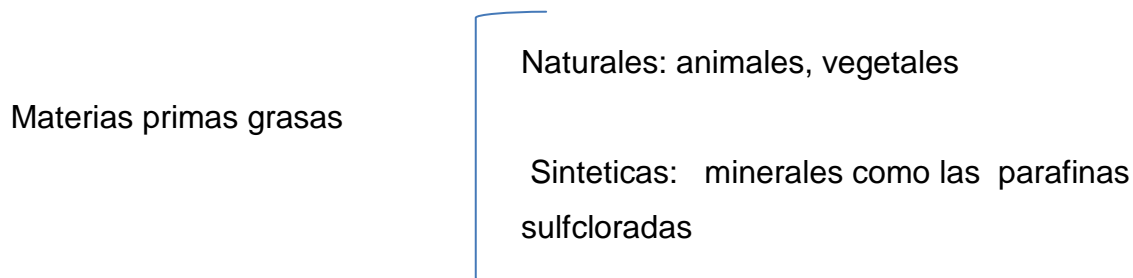 Naturales: animales, vegetales
Materias primas grasas
Sinteticas: minerales como las parafinas
sulfcloradas